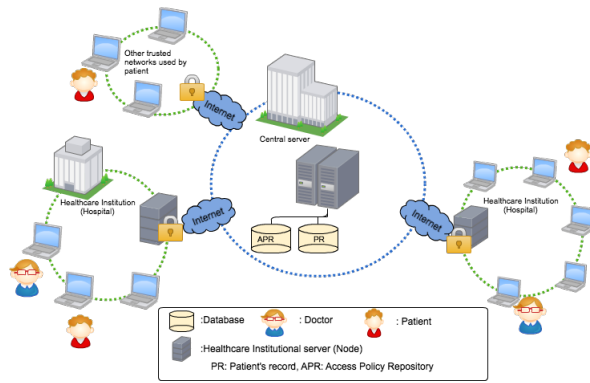 Other trusted
networks used by
patient
Internet
Central server
Healthcare Institution
(Hospital)
Internet
Internet
Healthcare Institution
(Hospital)
APR
PR
:Database
: Doctor
: Patient
:Healthcare Institutional server (Node)
PR: Patient's record, APR: Access Policy Repository